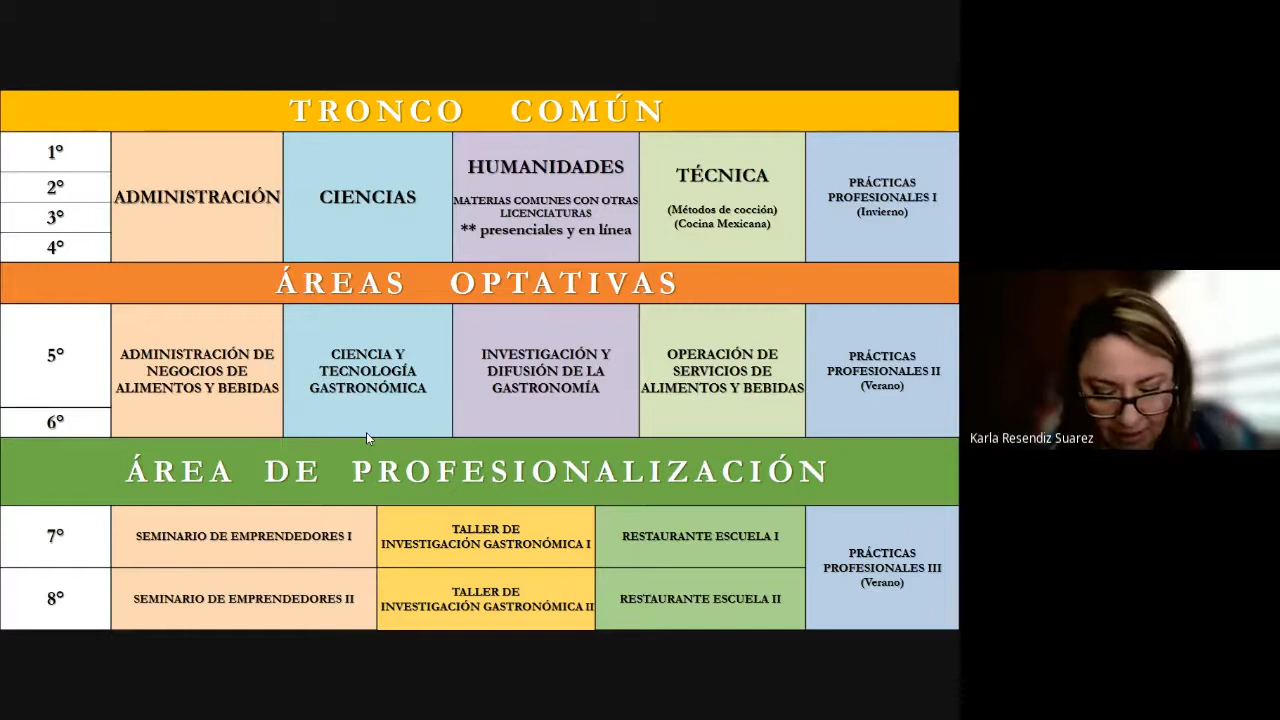 TRONCO COMÚN
1°
2°
3°
4°
ADMINISTRACIÓN
CIENCIAS
HUMANIDADES
MATERIAS COMUNES CON OTRAS
LICENCIATURAS
** presenciales y en línea
TÉCNICA
(Métodos de cocción)
(Cocina Mexicana)
PRÁCTICAS
PROFESIONALES I
(Invierno)
ÁREAS OPTATIVAS
5°
6°
ADMINISTRACIÓN DE
NEGOCIOS DE
ALIMENTOS Y BEBIDAS
CIENCIA Y
TECNOLOGÍA
GASTRONÓMICA
INVESTIGACIÓN Y
DIFUSIÓN DE LA
GASTRONOMÍA
OPERACIÓN DE
SERVICIOS DE
ALIMENTOS Y BEBIDAS
PRÁCTICAS
PROFESIONALES II
(Verano)
ÁREA DE PROFESIONALIZACIÓN
7°
SEMINARIO DE EMPRENDEDORES I
TALLER DE
INVESTIGACIÓN GASTRONÓMICA I
RESTAURANTE ESCUELA I
8°
SEMINARIO DE EMPRENDEDORES II
TALLER DE
INVESTIGACIÓN GASTRONÓMICA II
RESTAURANTE ESCUELA II
PRÁCTICAS
PROFESIONALES III
(Verano)
Karla Resendiz Suarez